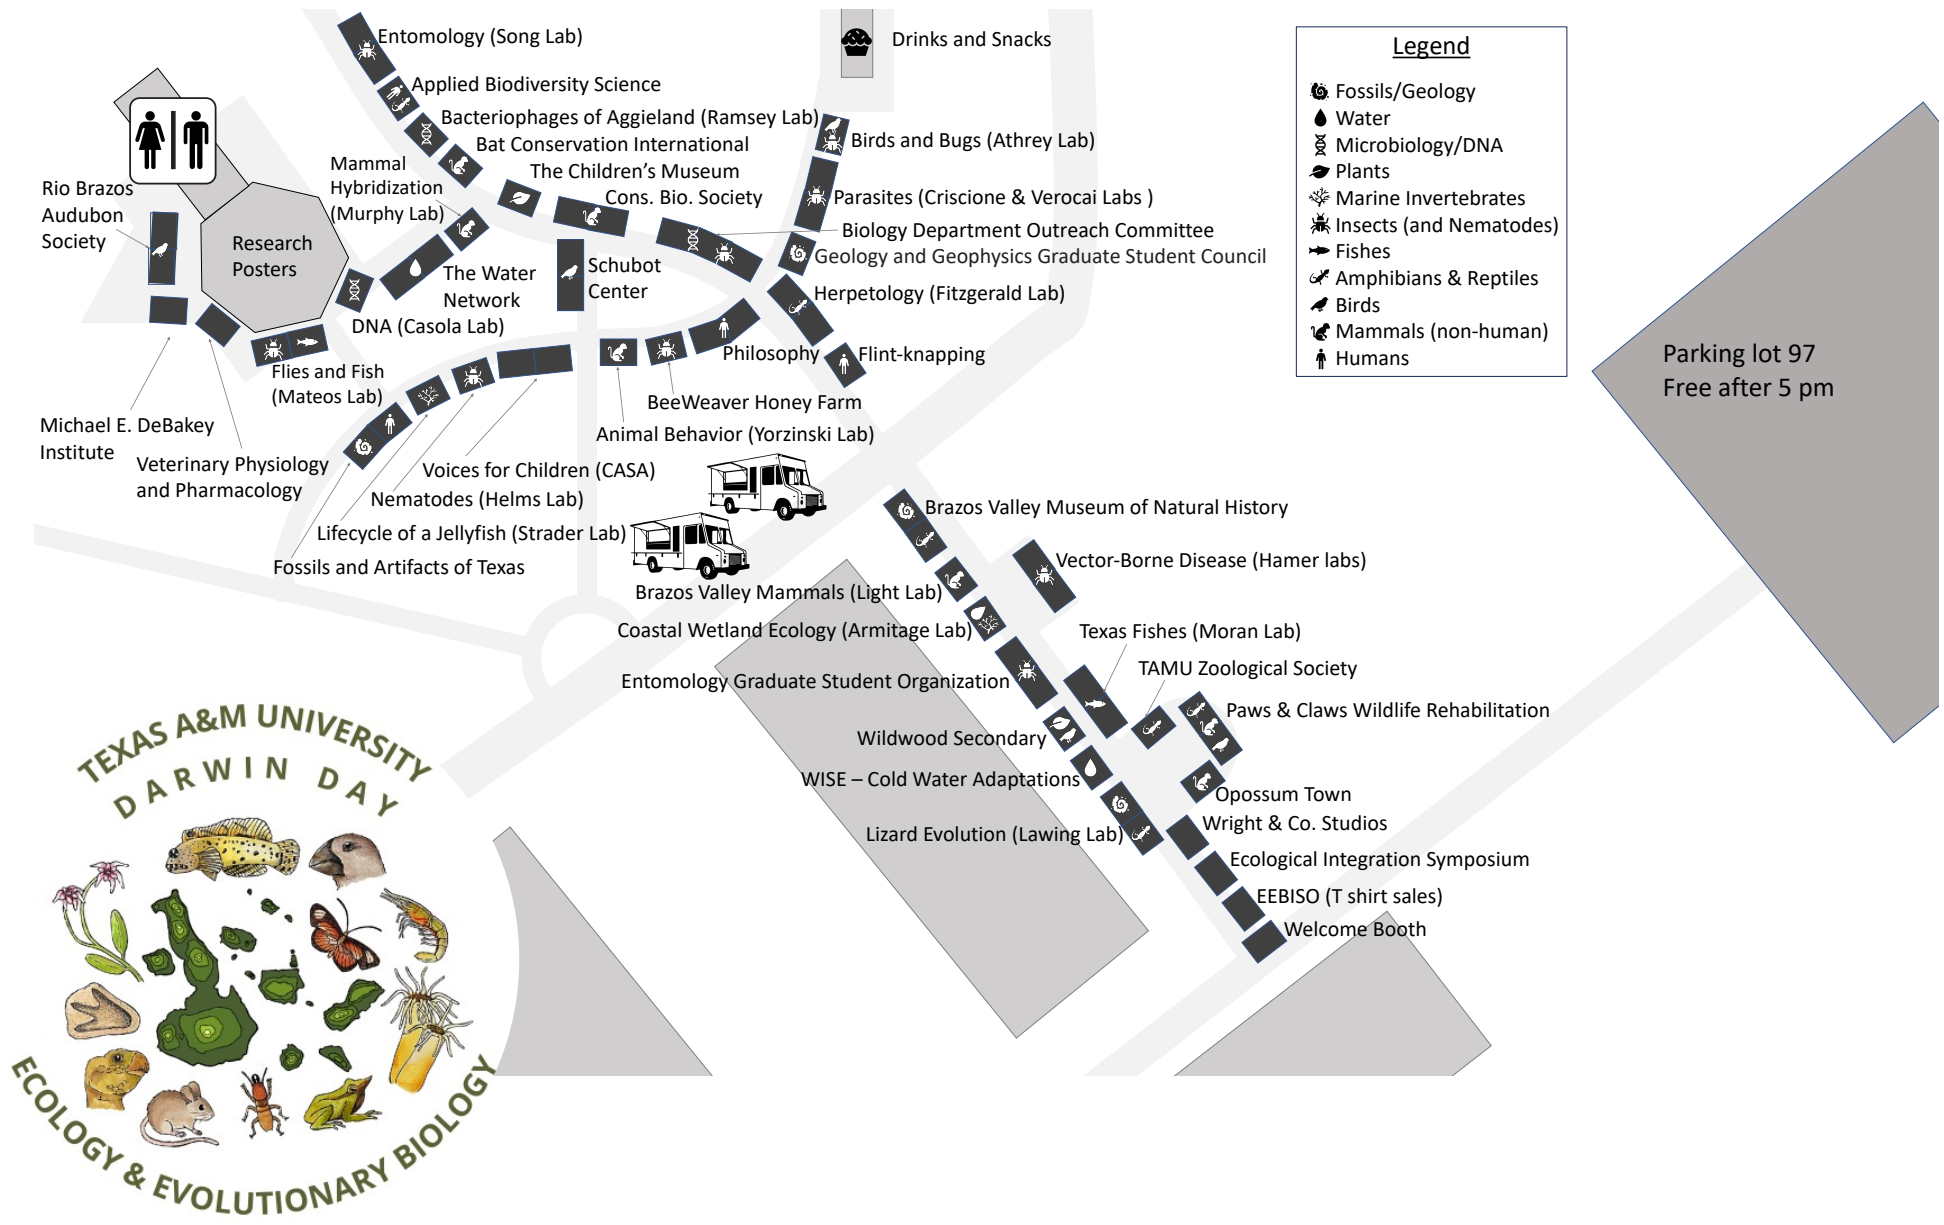 Entomology (Song Lab)
Drinks and Snacks
Applied Biodiversity Science
Bacteriophages of Aggieland (Ramsey Lab)
Bat Conservation International
The Children's Museum
Cons. Bio. Society
Birds and Bugs (Athrey Lab)
Parasites (Criscione & Verocai Labs )
Biology Department Outreach Committee
Geology and Geophysics Graduate Student Council
Herpetology (Fitzgerald Lab)
Flint-knapping
Legend
Fossils/Geology
Water
Microbiology/DNA
Plants
Marine Invertebrates
Insects (and Nematodes)
Fishes
Amphibians & Reptiles
Birds
Mammals (non-human)
Humans
Parking lot 97
Free after 5 pm
Mammal
Hybridization
(Murphy Lab)
Rio Brazos
Audubon
Society
Research
Posters
The Water
Network
Schubot
Center
DNA (Casola Lab)
Philosophy
Flies and Fish
(Mateos Lab)
BeeWeaver Honey Farm
Animal Behavior (Yorzinski Lab)
Michael E. DeBakey
Institute
Veterinary Physiology
and Pharmacology
Voices for Children (CASA)
Nematodes (Helms Lab)
Lifecycle of a Jellyfish (Strader Lab)
Fossils and Artifacts of Texas
Brazos Valley Museum of Natural History
Vector-Borne Disease (Hamer labs)
Brazos Valley Mammals (Light Lab)
Coastal Wetland Ecology (Armitage Lab)
Texas Fishes (Moran Lab)
TAMU Zoological Society
Entomology Graduate Student Organization
Paws & Claws Wildlife Rehabilitation
Wildwood Secondary
WISE – Cold Water Adaptations
Opossum Town
Wright & Co. Studios
Lizard Evolution (Lawing Lab)
Ecological Integration Symposium
EEBISO (T shirt sales)
Welcome Booth
TEXAS A&M UNIVERSITY
DARWIN DAY
ECOLOGY & EVOLUTIONARY BIOLOGY